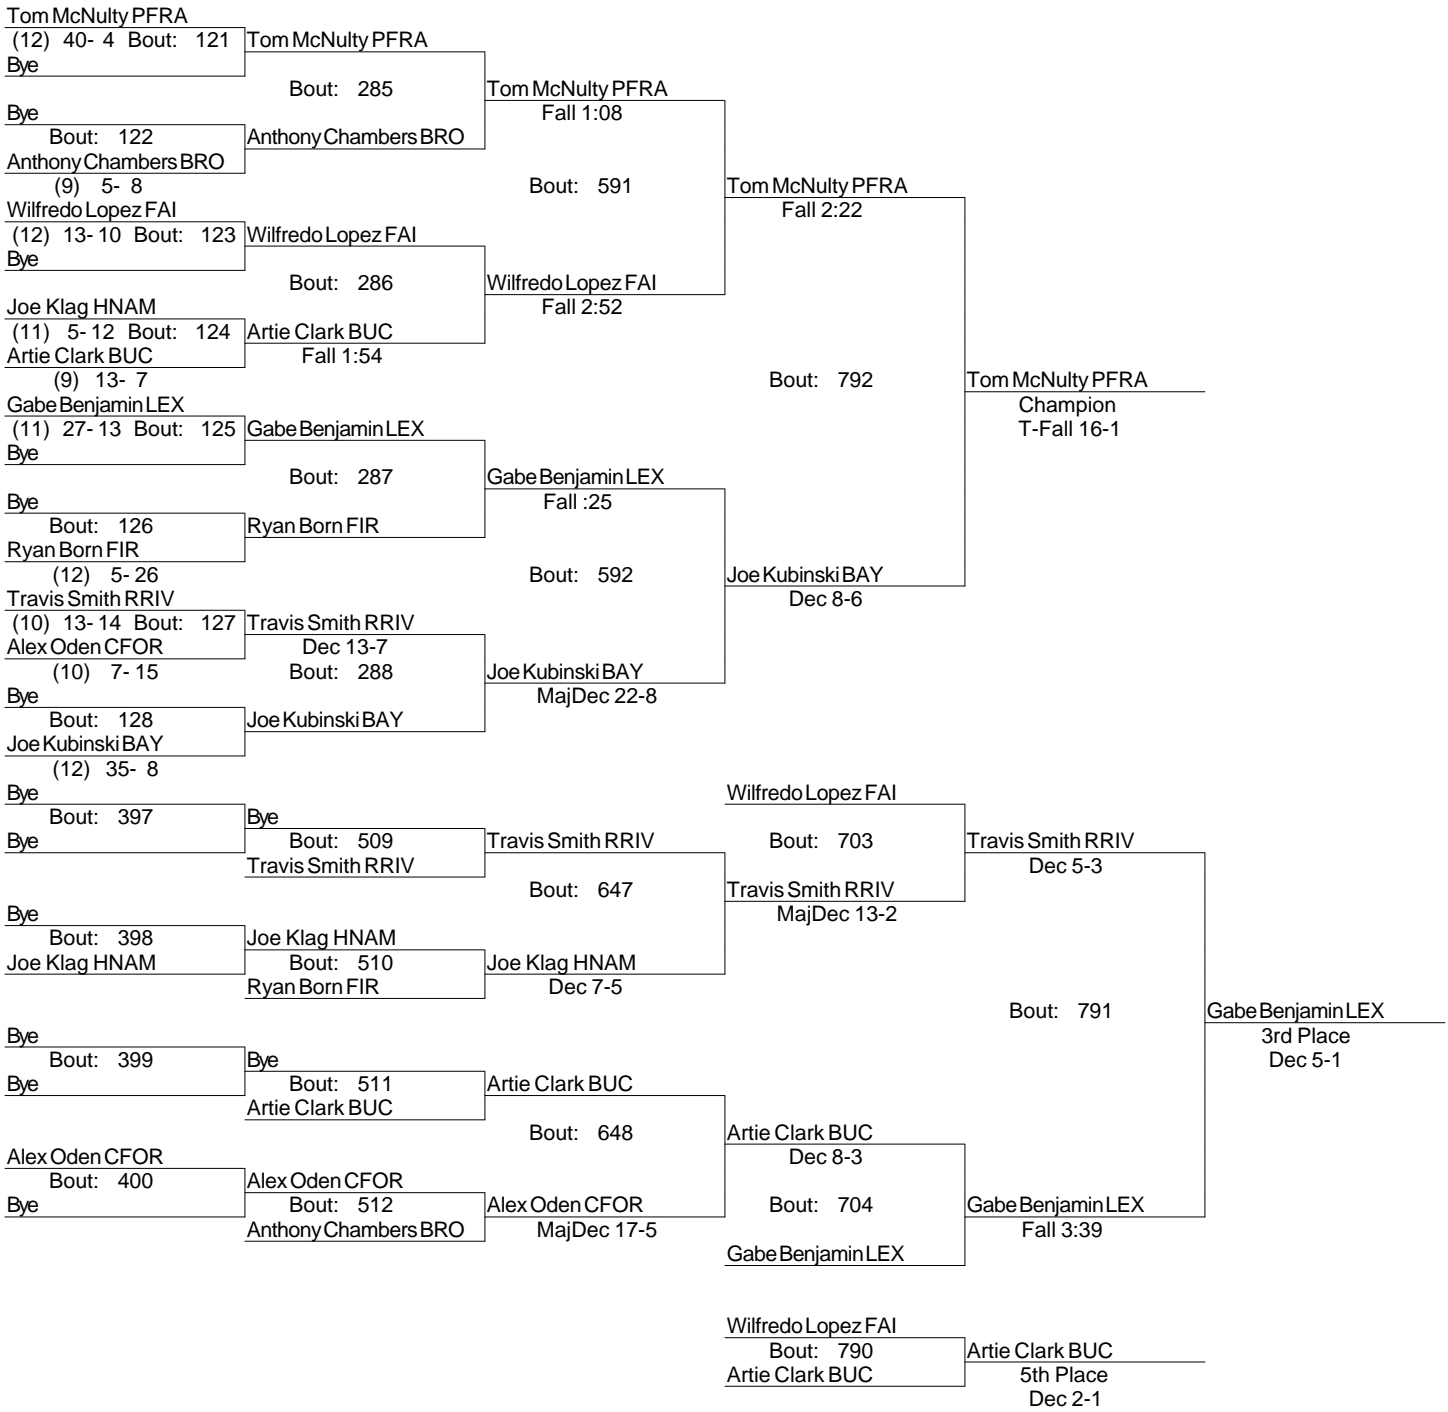 Tom McNulty PFRA
(12) 40- 4 Bout: 121
Bye
Bye
Bout: 122
Anthony Chambers BRO
(9) 5- 8
Wilfredo Lopez FAI
(12) 13- 10 Bout: 123
Bye
Joe Klag HNAM
(11) 5- 12 Bout: 124
Artie Clark BUC
(9) 13- 7
Gabe Benjamin LEX
(11) 27- 13 Bout: 125
Bye
Bye
Bout: 126
Ryan Born FIR
(12) 5- 26
Travis Smith RRIV
(10) 13- 14 Bout: 127
Alex Oden CFOR
(10) 7- 15
Bye
Bout: 128
Joe Kubinski BAY
(12) 35- 8
Tom McNulty PFRA
Bout: 285
Anthony Chambers BRO
Wilfredo Lopez FAI
Bout: 286
Artie Clark BUC
Fall 1:54
Gabe Benjamin LEX
Bout: 287
Ryan Born FIR
Travis Smith RRIV
Dec 13-7
Bout: 288
Joe Kubinski BAY
Tom McNulty PFRA
Fall 1:08
Bout: 591
Wilfredo Lopez FAI
Fall 2:52
Gabe Benjamin LEX
Fall :25
Bout: 592
Joe Kubinski BAY
MajDec 22-8
Tom McNulty PFRA
Fall 2:22
Bout: 792
Joe Kubinski BAY
Dec 8-6
Tom McNulty PFRA
Champion
T-Fall 16-1
Bye
Bout: 397
Bye
Bye
Bout: 398
Joe Klag HNAM
Bye
Bout: 399
Bye
Alex Oden CFOR
Bout: 400
Bye
Bye
Bout: 509
Travis Smith RRIV
Joe Klag HNAM
Bout: 510
Ryan Born FIR
Bye
Bout: 511
Artie Clark BUC
Alex Oden CFOR
Bout: 512
Anthony Chambers BRO
Travis Smith RRIV
Bout: 647
Joe Klag HNAM
Dec 7-5
Artie Clark BUC
Bout: 648
Alex Oden CFOR
MajDec 17-5
Wilfredo Lopez FAI
Bout: 703
Travis Smith RRIV
MajDec 13-2
Artie Clark BUC
Dec 8-3
Bout: 704
Gabe Benjamin LEX
Travis Smith RRIV
Dec 5-3
Bout: 791
Gabe Benjamin LEX
Fall 3:39
Gabe Benjamin LEX
3rd Place
Dec 5-1
Wilfredo Lopez FAI
Bout: 790
Artie Clark BUC
Artie Clark BUC
5th Place
Dec 2-1